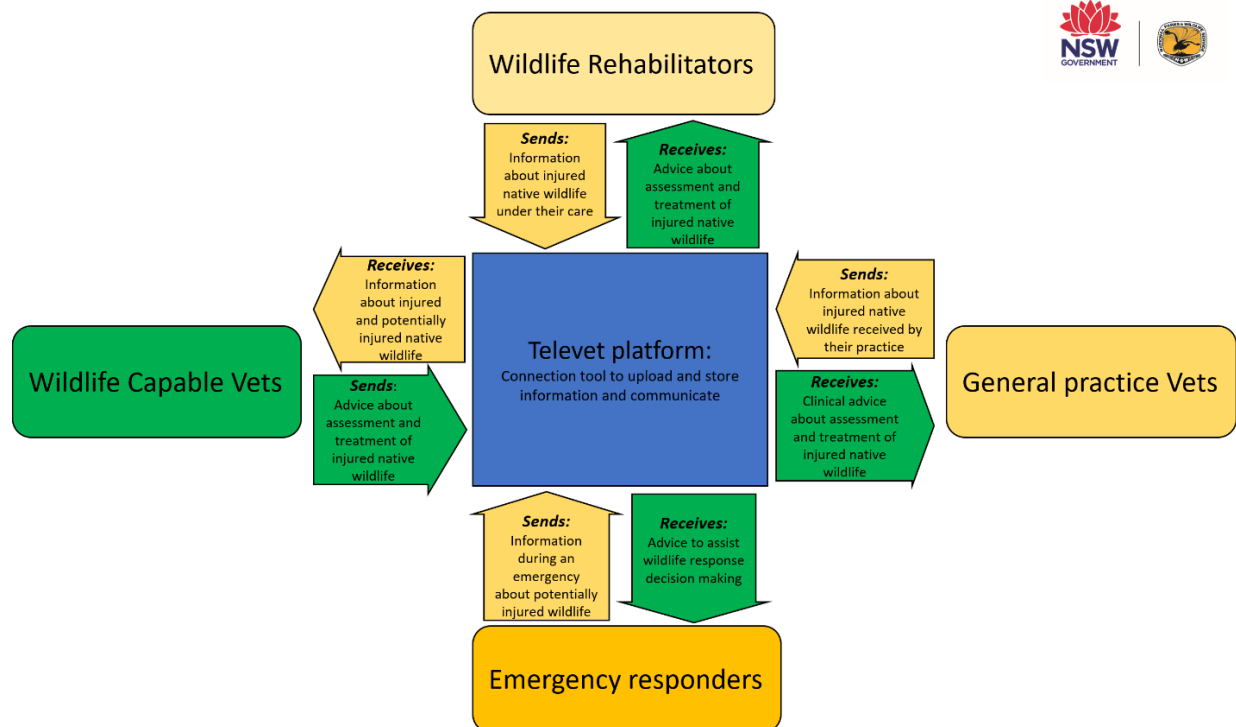 NSW
GOVERNMENT
Wildlife Rehabilitators
Sends:
Information
about injured
native wildlife
under their care
Receives:
Advice about
assessment and
treatment of
injured native
wildlife
Receives:
Information
about injured
and potentially
injured native
wildlife
Sends:
Information about
injured native
wildlife received by
their practice
Wildlife Capable Vets
Televet platform:
Connection tool to upload and store
information and communicate
General practice Vets
Sends:
Advice about
assessment and
treatment of
injured native
wildlife
Receives:
Clinical advice
about assessment
and treatment of
injured native
wildlife
Sends:
Information
during an
emergency
about potentially
injured wildlife
Receives:
Advice to assist
wildlife response
decision making
Emergency responders